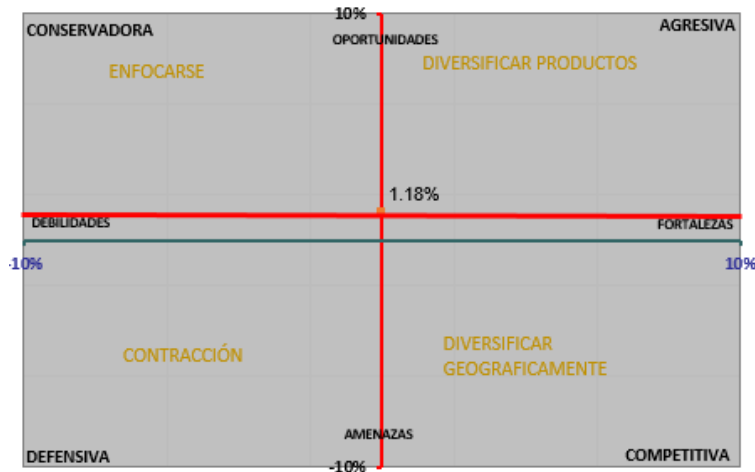 10%
CONSERVADORA
AGRESIVA
OPORTUNIDADES
ENFOCARSE
DIVERSIFICAR PRODUCTOS
1.18%
DEBILIDADES
FORTALEZAS
-10%
10%
CONTRACCIÓN
DIVERSIFICAR
GEOGRAFICAMENTE
AMENAZAS
DEFENSIVA
-10%
COMPETITIVA